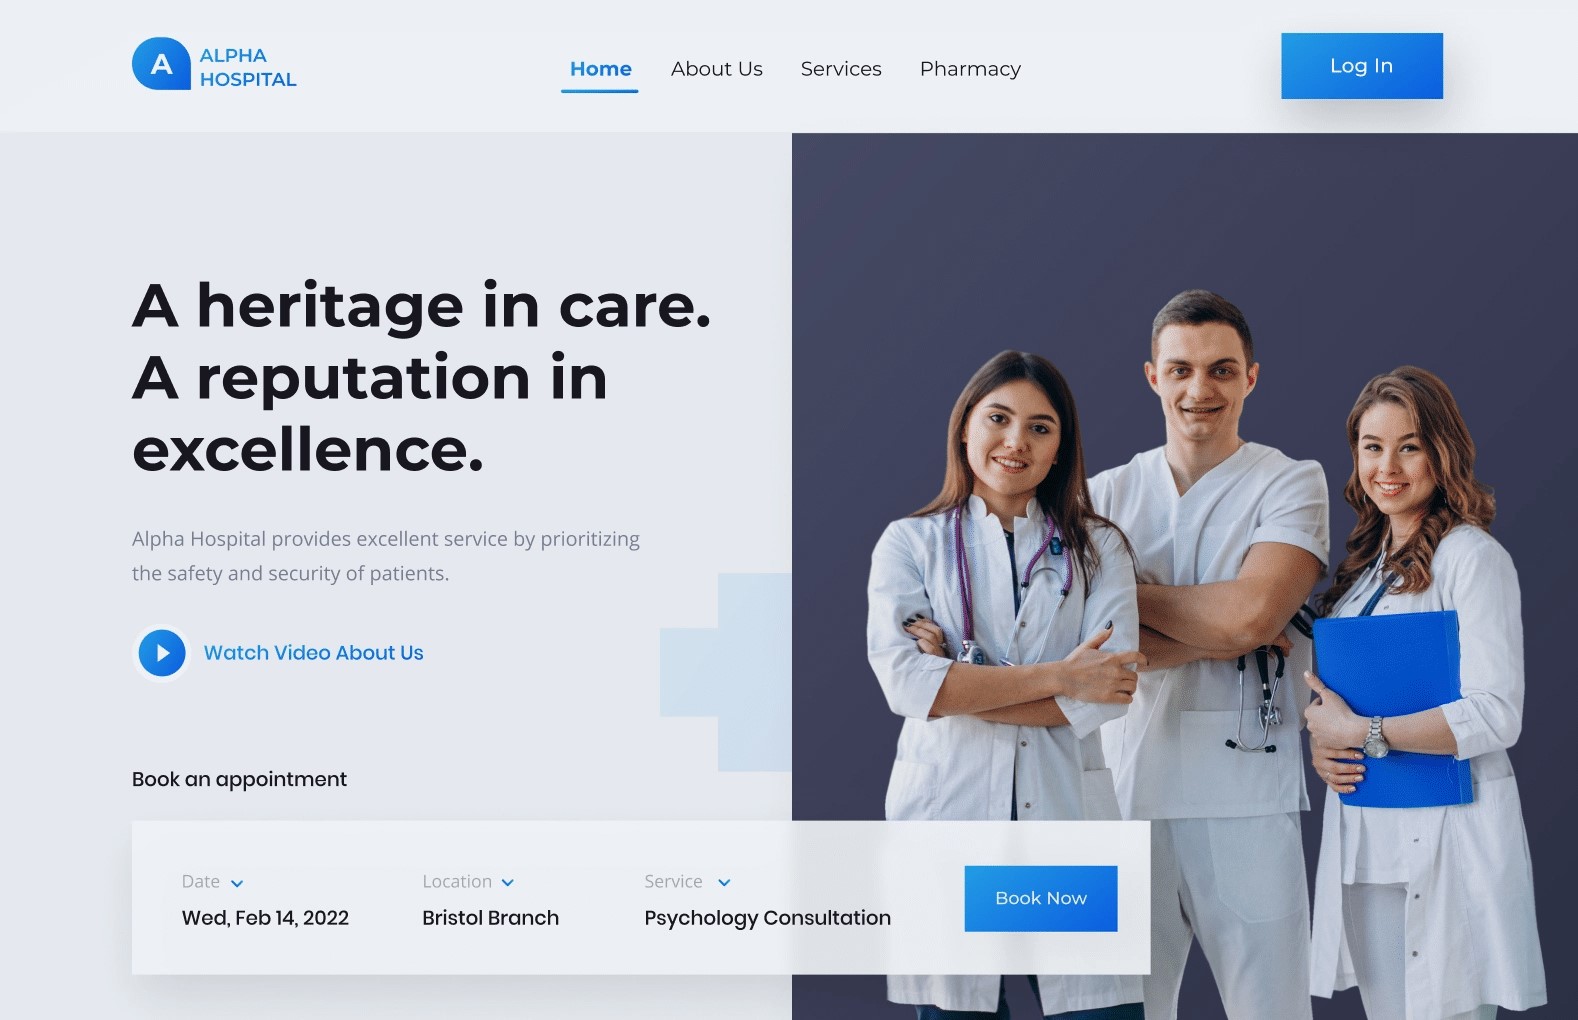 A
ALPHA
HOSPITAL
Home
About Us
Services
Pharmacy
Log In
A heritage in care.
A reputation in
excellence.
Alpha Hospital provides excellent service by prioritizing
the safety and security of patients.
Watch Video About Us
Book an appointment
Date
Wed, Feb 14, 2022
Location
Bristol Branch
Service
Psychology Consultation
Book Now